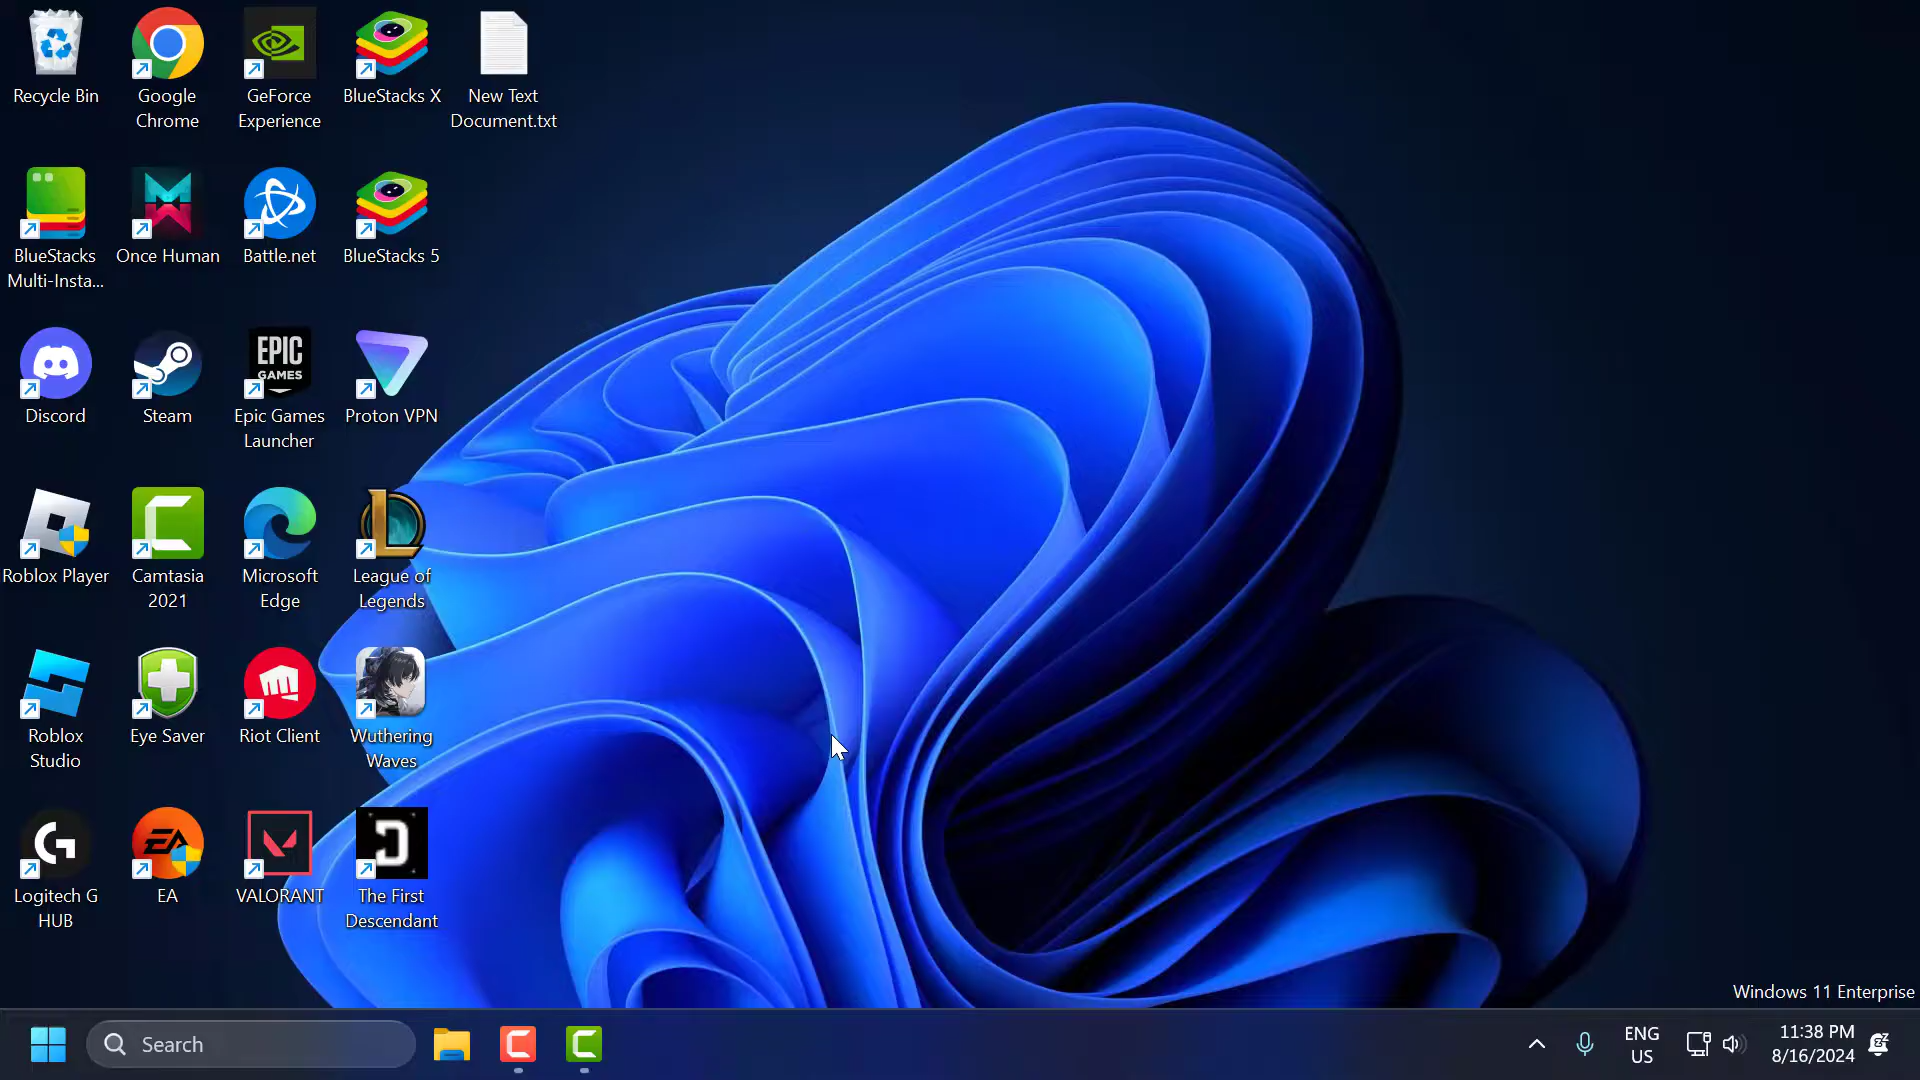 Recycle Bin
Google
Chrome
GeForce
Experience
BlueStacks X
New Text
Document.txt
BlueStacks
Multi-Insta...
Once Human
Battle.net
BlueStacks 5
Discord
Steam
EPIC
GAMES
Epic Games
Launcher
Proton VPN
Roblox Player
Camtasia
2021
Microsoft
Edge
League of
Legends
Roblox
Studio
Eye Saver
Riot Client
Wuthering
Waves
Logitech G
HUB
EA
EA
VALORANT
The First
Descendant
Windows 11 Enterprise
Search
ENG
US
11:38 PM
8/16/2024